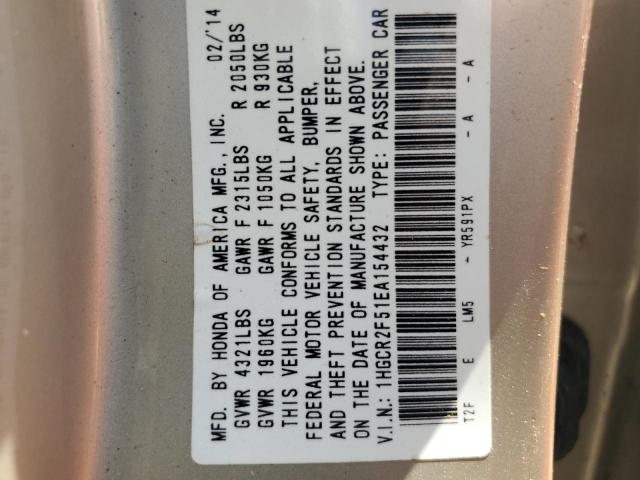 MFD. BY HONDA OF AMERICA MFG., INC. 02/'14
GVWR 4321LBS GAWR F 2315LBS R 2050LBS
GVWR 1960KG GAWR F 1050KG R 930KG
THIS VEHICLE CONFORMS TO ALL APPLICABLE
FEDERAL MOTOR VEHICLE SAFETY, BUMPER,
AND THEFT PREVENTION STANDARDS IN EFFECT
ON THE DATE OF MANUFACTURE SHOWN ABOVE.
V.I.N.: 1HGCR2F51EA154432 TYPE: PASSENGER CAR
T2F E LM5 - YR591PX - A - A